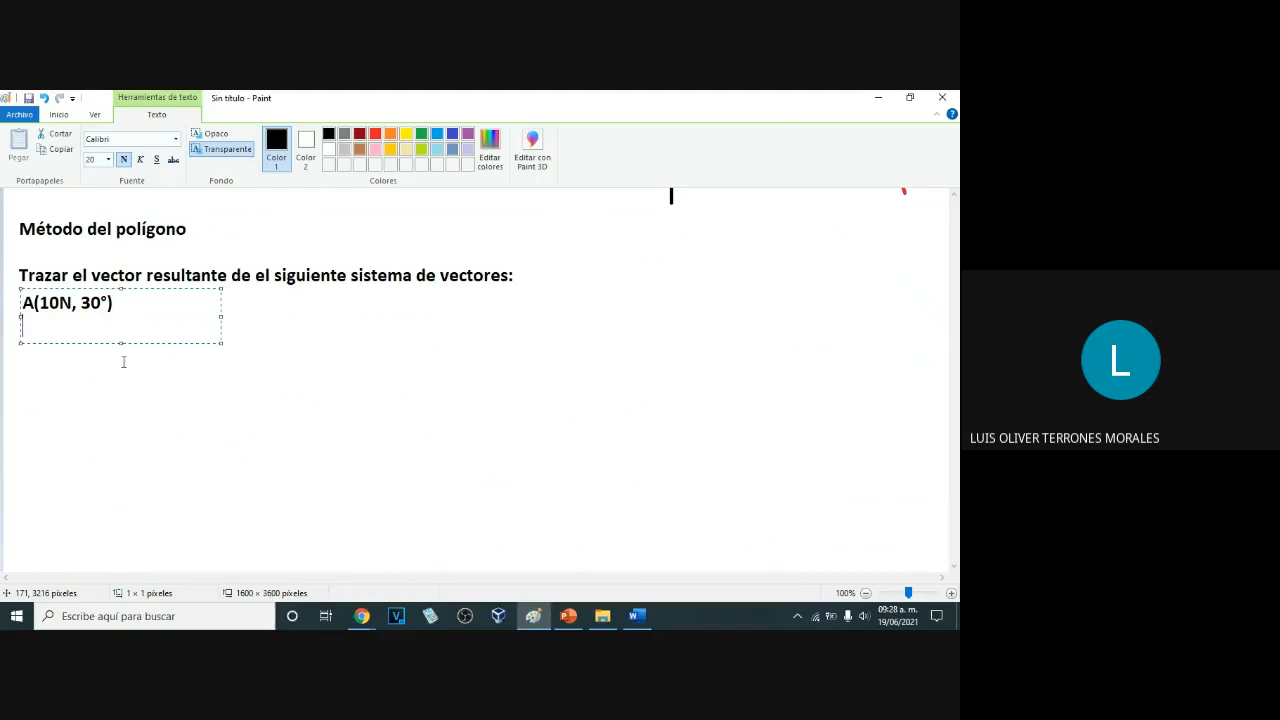 Herramientas de texto
Sin título - Paint
Archivo
Inicio
Ver
Texto
Pegar
Cortar
Copiar
Portapapeles
Calibri
20
N
K
S
abc
Fuente
Opaco
Transparente
Fondo
Color 1
Color 2
Editar colores
Editar con Paint 3D
Colores
Método del polígono
Trazar el vector resultante de el siguiente sistema de vectores:
A(10N, 30°)
171, 3216 píxeles
1 × 1 píxeles
1600 × 3600 píxeles
100%
Escribe aquí para buscar
09:28 a. m.
19/06/2021
L
LUIS OLIVER TERRONES MORALES